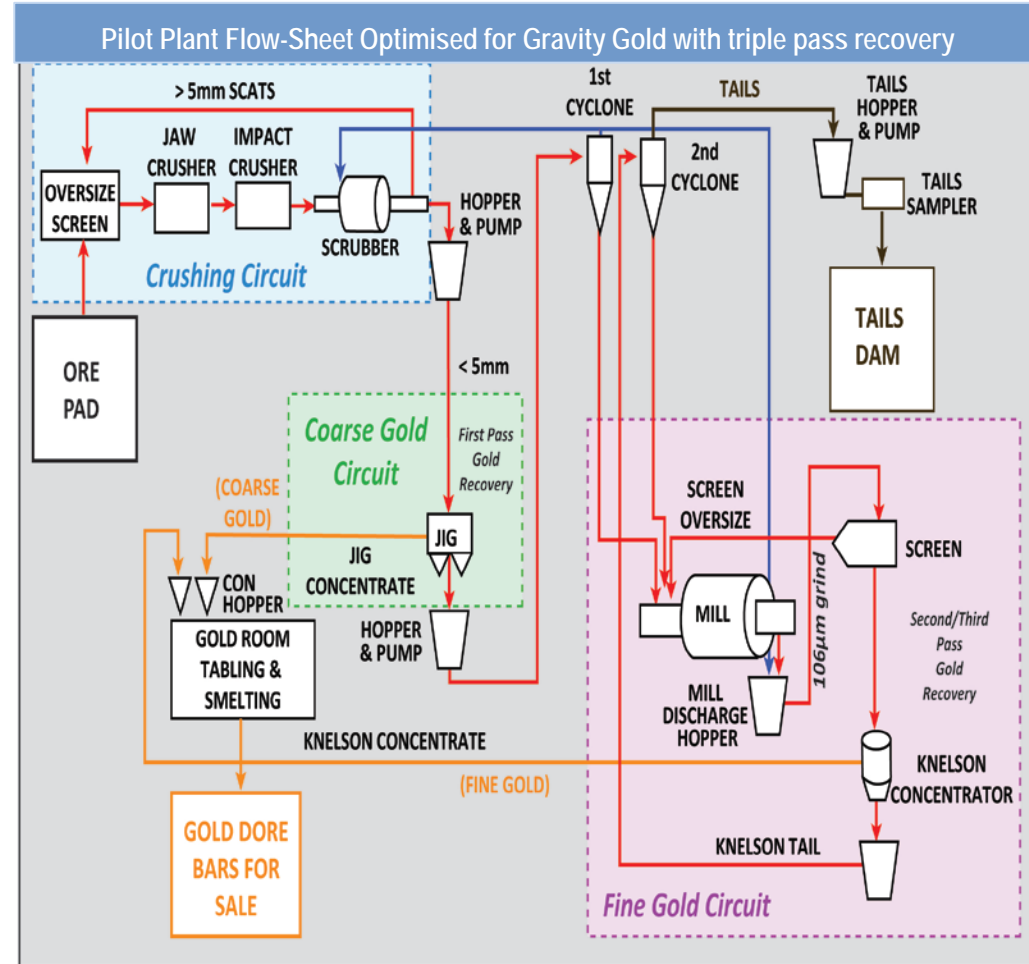 Pilot Plant Flow-Sheet Optimised for Gravity Gold with triple pass recovery
> 5mm SCATS
JAW
CRUSHER
IMPACT
CRUSHER
OVERSIZE
SCREEN
SCRUBBER
HOPPER
& PUMP
Crushing Circuit
1st
CYCLONE
TAILS
2nd
CYCLONE
TAILS
HOPPER
& PUMP
TAILS
SAMPLER
TAILS
DAM
ORE
PAD
< 5mm
Coarse Gold
Circuit
First Pass
Gold
Recovery
(COARSE
GOLD)
JIG
JIG
CONCENTRATE
CON
HOPPER
HOPPER
& PUMP
GOLD ROOM
TABLING &
SMELTING
KNELSON CONCENTRATE
(FINE GOLD)
GOLD DORE
BARS FOR
SALE
SCREEN
OVERSIZE
SCREEN
MILL
106µm grind
MILL
DISCHARGE
HOPPER
Second/Third
Pass
Gold
Recovery
KNELSON
CONCENTRATOR
KNELSON TAIL
Fine Gold Circuit